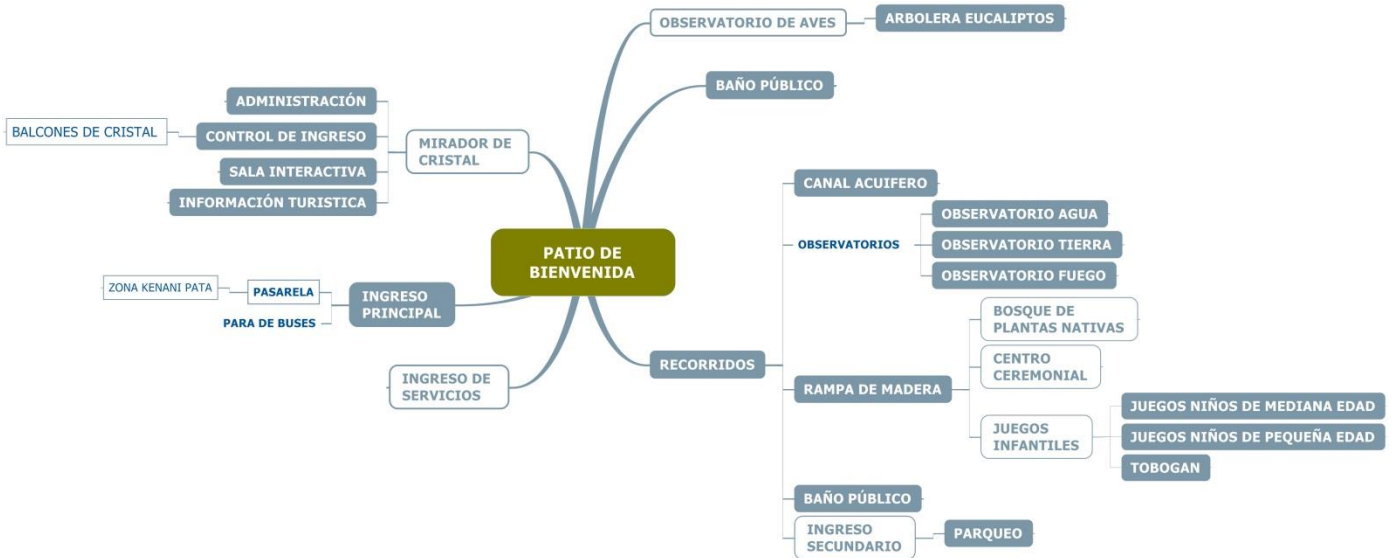 OBSERVATORIO DE AVES
ARBOLERA EUCALIPTOS
BAÑO PÚBLICO
ADMINISTRACIÓN
BALCONES DE CRISTAL
CONTROL DE INGRESO
SALA INTERACTIVA
INFORMACIÓN TURISTICA
MIRADOR DE
CRISTAL
PATIO DE
BIENVENIDA
ZONA KENANI PATA
PASARELA
PARA DE BUSES
INGRESO
PRINCIPAL
INGRESO DE
SERVICIOS
RECORRIDOS
CANAL ACUIFERO
OBSERVATORIOS
OBSERVATORIO AGUA
OBSERVATORIO TIERRA
OBSERVATORIO FUEGO
RAMPA DE MADERA
BOSQUE DE
PLANTAS NATIVAS
CENTRO
CEREMONIAL
JUEGOS
INFANTILES
JUEGOS NIÑOS DE MEDIANA EDAD
JUEGOS NIÑOS DE PEQUEÑA EDAD
TOBOGAN
BAÑO PÚBLICO
INGRESO
SECUNDARIO
PARQUEO